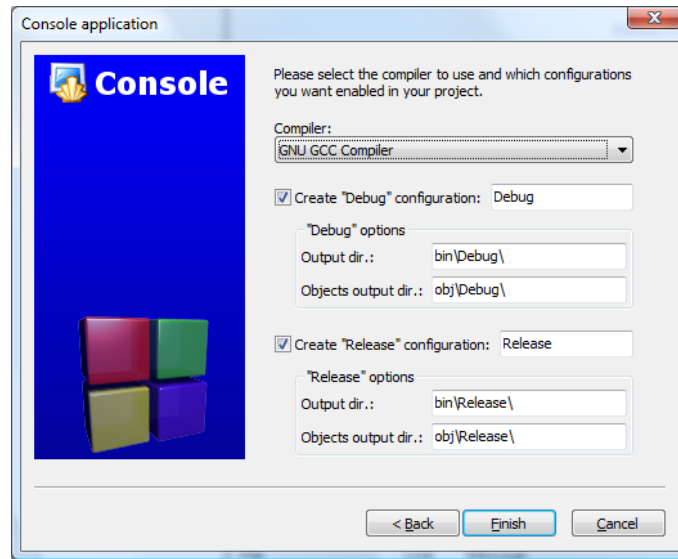 Console application
Console
Please select the compiler to use and which configurations
you want enabled in your project.
Compiler:
GNU GCC Compiler
Create "Debug" configuration: Debug
"Debug" options
Output dir.: bin\Debug\
Objects output dir.: obj\Debug\
Create "Release" configuration: Release
"Release" options
Output dir.: bin\Release\
Objects output dir.: obj\Release\
< Back Finish Cancel